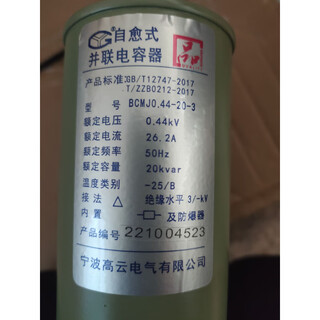 自愈式
并联电容器
产品标准 GB/T12747-2017
T/ZZB0212-2017
型 号 BCMJ0.44-20-3
额定电压 0.44kV
额定电流 26.2A
额定频率 50Hz
额定容量 20kvar
温度类别 -25/B
接法 △ 绝缘水平 3/-kV
内置 及防爆器
产品编号 221004523
宁波高云电气有限公司